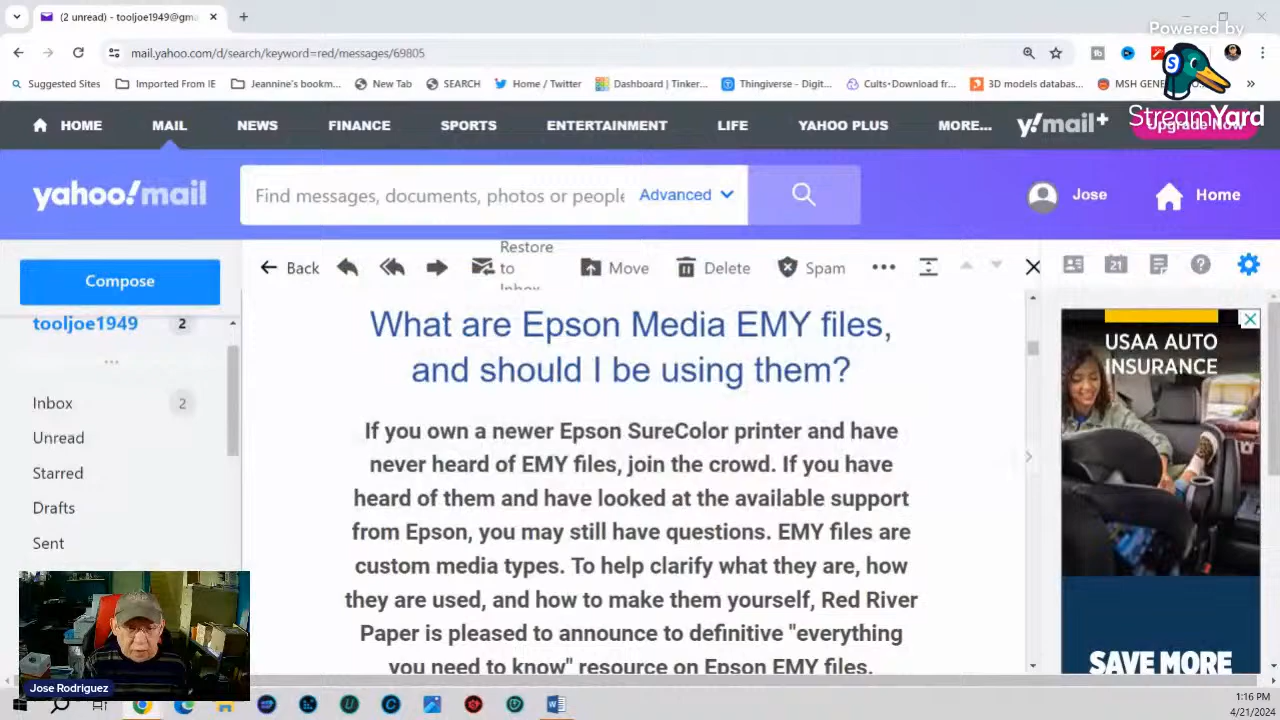 (2 unread) - tooljoe1949@gma
Powered by
mail.yahoo.com/d/search/keyword=red/messages/69805
Suggested Sites Imported From IE Jeannine's bookm... New Tab SEARCH Home / Twitter Dashboard | Tinker... Thingiverse - Digit... Cults · Download fr... 3D models databas... MSH GENE
StreamYard
HOME MAIL NEWS FINANCE SPORTS ENTERTAINMENT LIFE YAHOO PLUS MORE... y!mail+ Upgrade Now
yahoo!mail Find messages, documents, photos or people Advanced Jose Home
Compose
Back Restore to Inbox Move Delete Spam 21
tooljoe1949 2
...
Inbox 2
Unread
Starred
Drafts
Sent
What are Epson Media EMY files,
and should I be using them?
If you own a newer Epson SureColor printer and have
never heard of EMY files, join the crowd. If you have
heard of them and have looked at the available support
from Epson, you may still have questions. EMY files are
custom media types. To help clarify what they are, how
they are used, and how to make them yourself, Red River
Paper is pleased to announce to definitive "everything
you need to know" resource on Epson EMY files.
USAA AUTO
INSURANCE
SAVE MORE
Jose Rodriguez
1:16 PM
4/21/2024